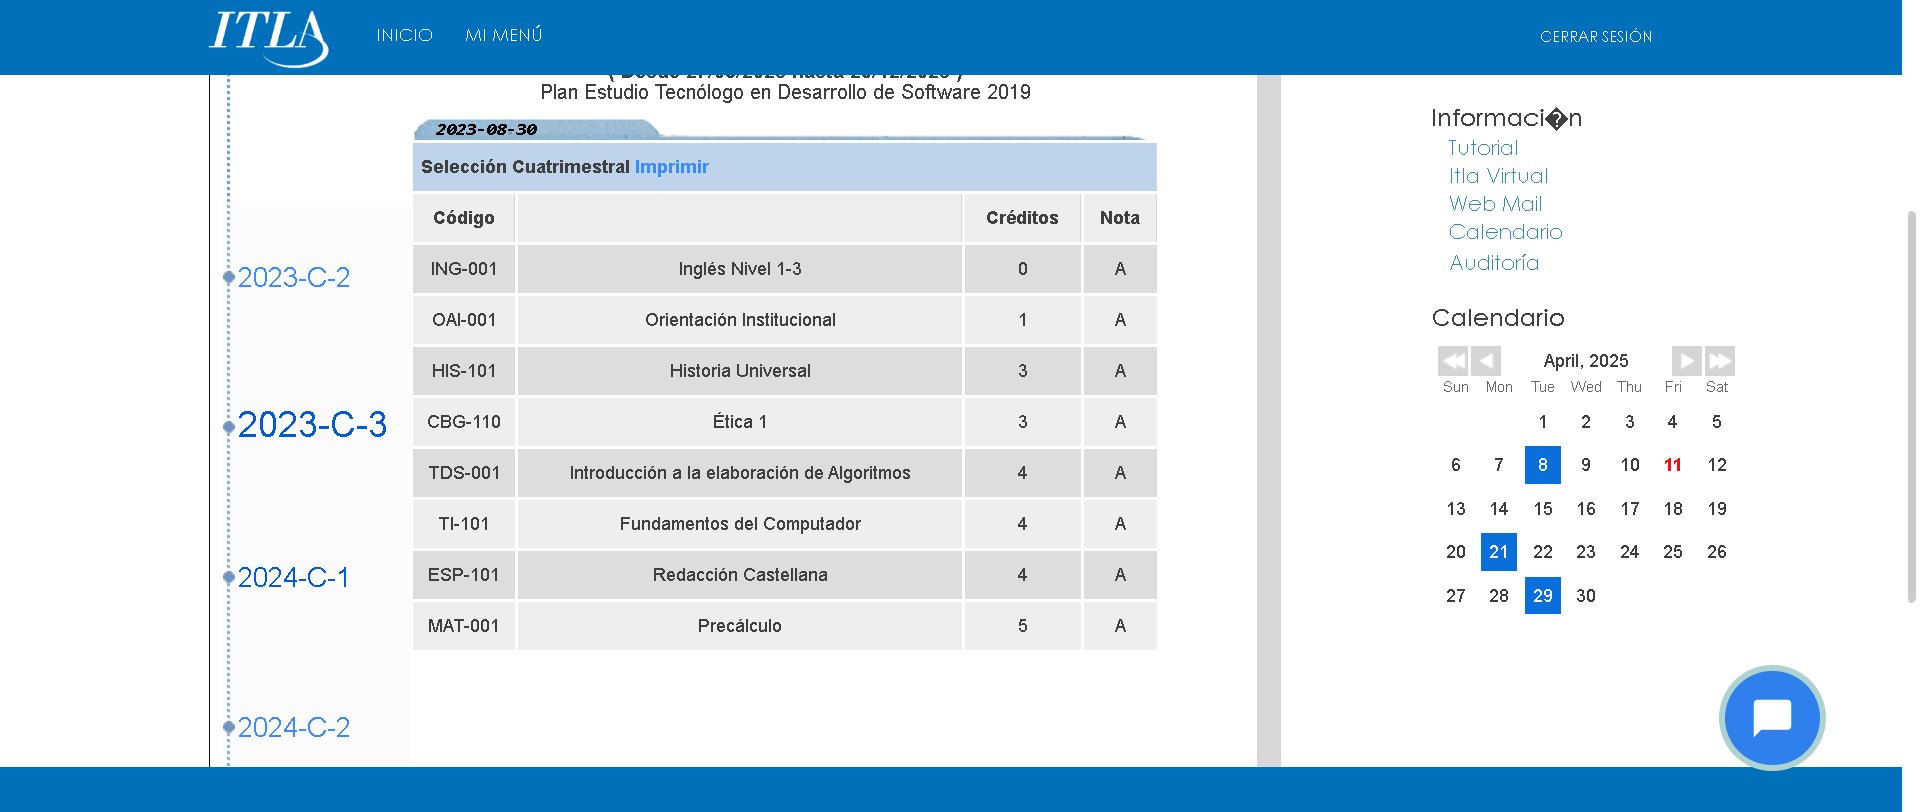 ITLA
INICIO
MI MENÚ
CERRAR SESIÓN
Plan Estudio Tecnólogo en Desarrollo de Software 2019
2023-08-30
Selección Cuatrimestral Imprimir
Código Créditos Nota
ING-001 Inglés Nivel 1-3 0 A
OAI-001 Orientación Institucional 1 A
HIS-101 Historia Universal 3 A
CBG-110 Ética 1 3 A
TDS-001 Introducción a la elaboración de Algoritmos 4 A
TI-101 Fundamentos del Computador 4 A
ESP-101 Redacción Castellana 4 A
MAT-001 Precálculo 5 A
2023-C-2
2023-C-3
2024-C-1
2024-C-2
Informaci�n
Tutorial
Itla Virtual
Web Mail
Calendario
Auditoría
Calendario
April, 2025
Sun Mon Tue Wed Thu Fri Sat
1 2 3 4 5
6 7 8 9 10 11 12
13 14 15 16 17 18 19
20 21 22 23 24 25 26
27 28 29 30